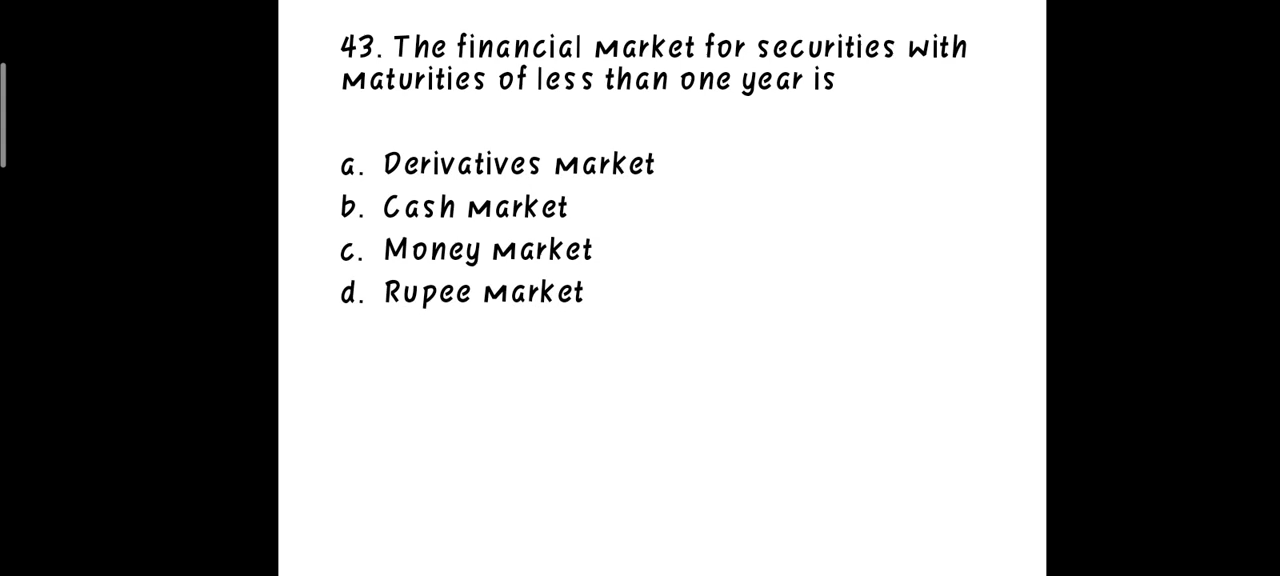 43. The financial market for securities with
maturities of less than one year is
a. Derivatives market
b. Cash market
c. Money market
d. Rupee market